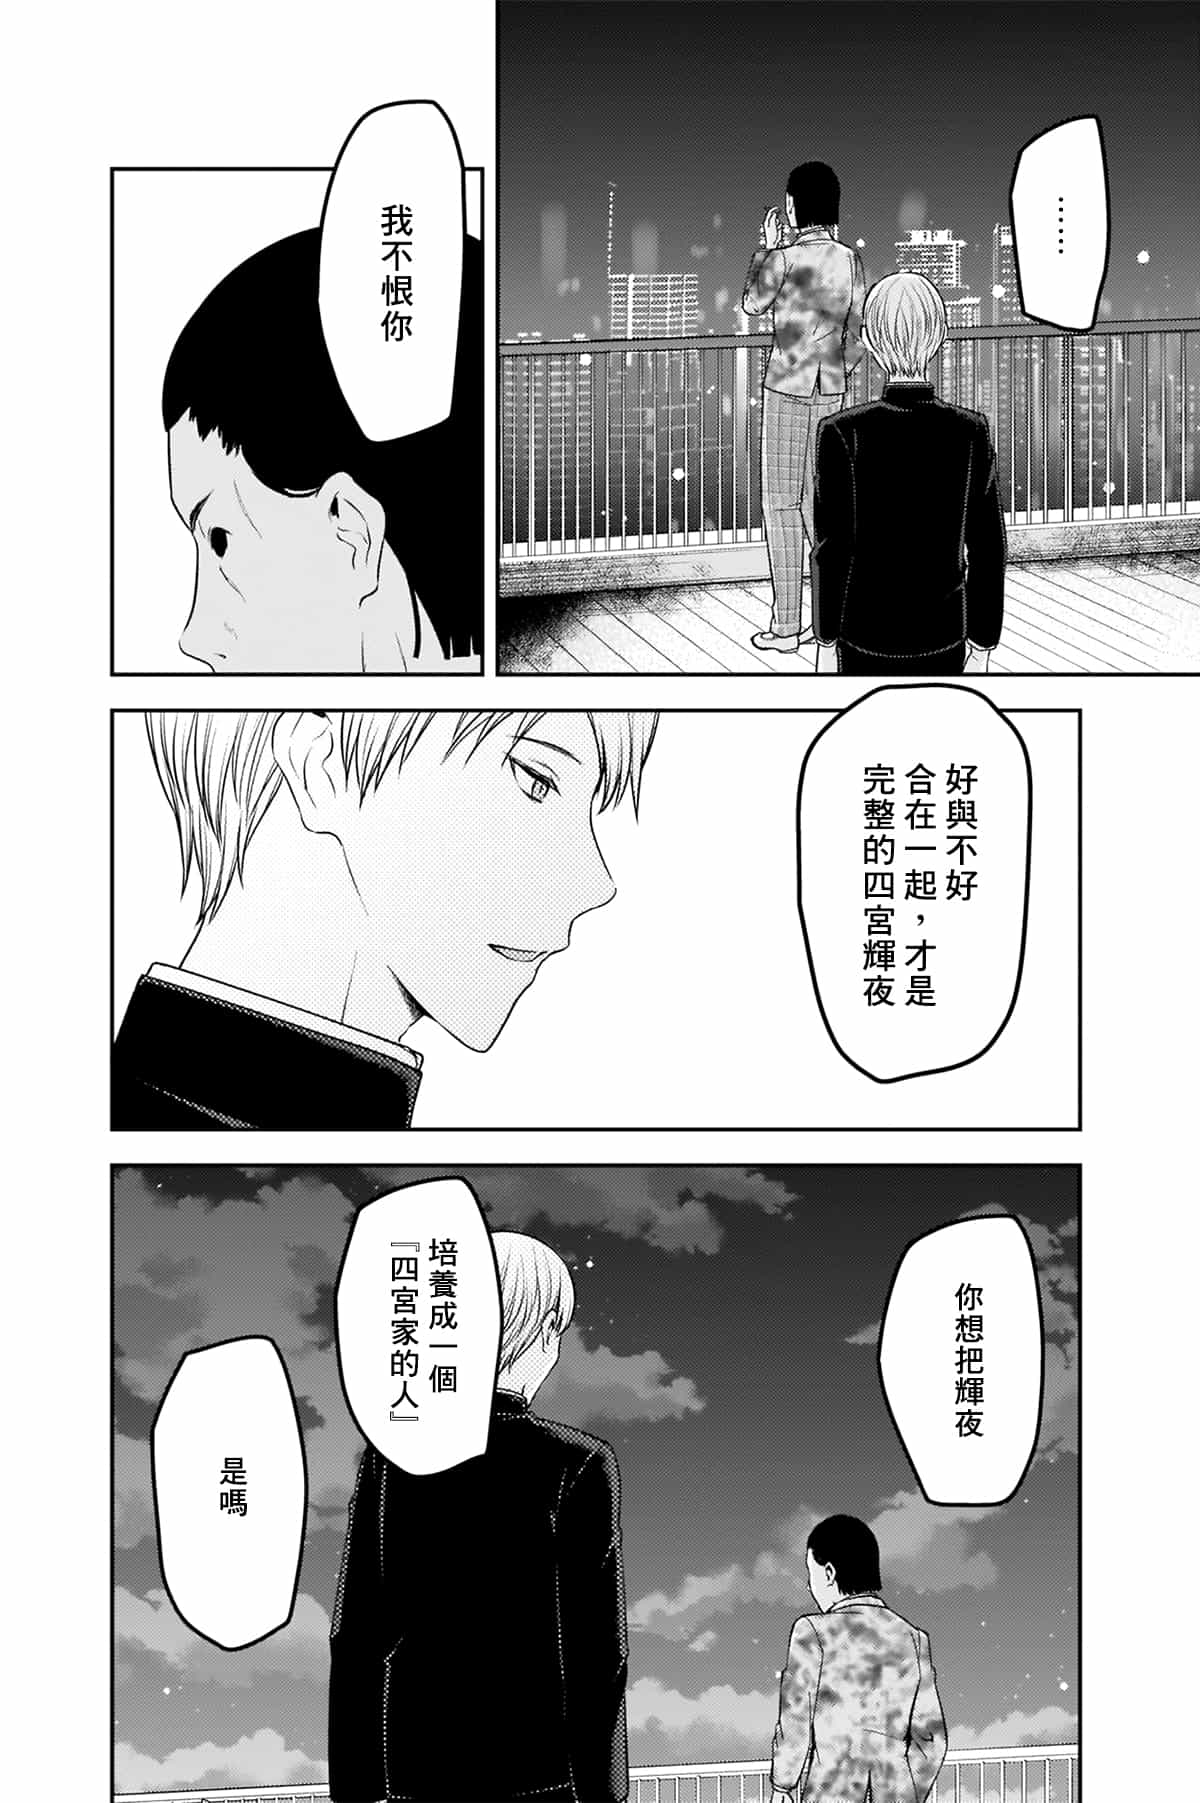 ……
我不恨你
好與不好
合在一起，才是
完整的四宮輝夜
你想把輝夜
培養成一個
『四宮家的人』
是嗎